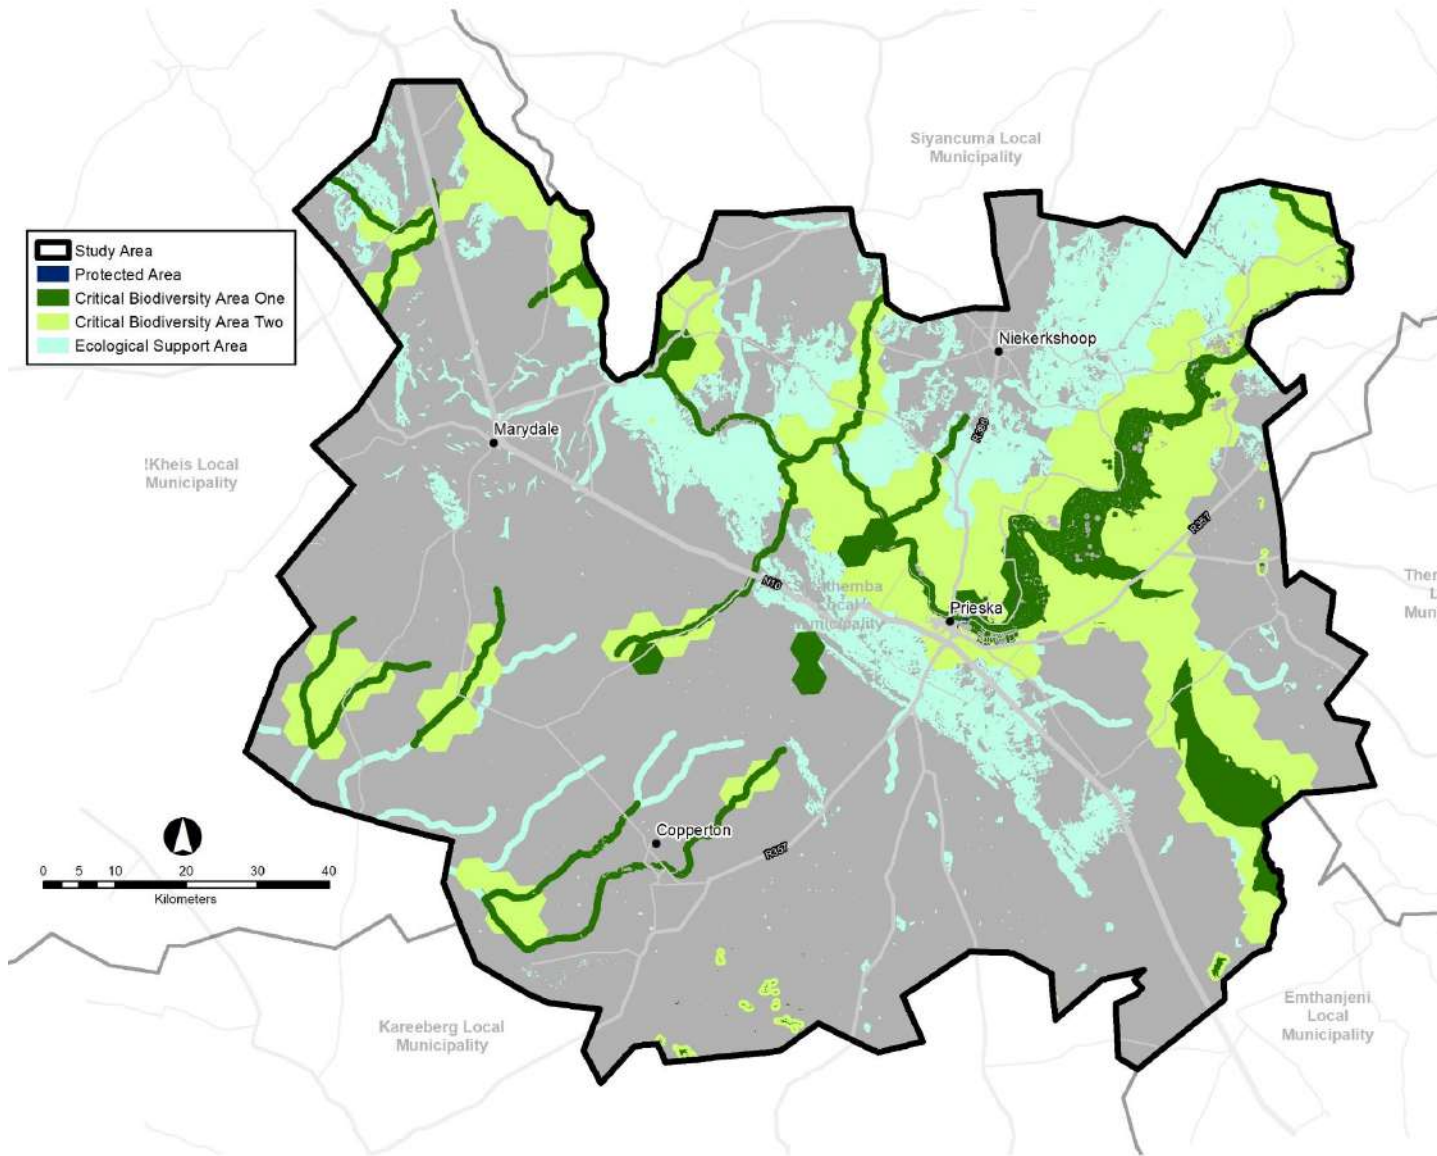 Siyancuma Local
Municipality
Study Area
Protected Area
Critical Biodiversity Area One
Critical Biodiversity Area Two
Ecological Support Area
Niekerkshoop
Marydale
!Kheis Local
Municipality
R386
R357
N10
Prieska
Copperton
R357
0 5 10 20 30 40
Kilometers
Kareeberg Local
Municipality
Emthanjeni
Local
Municipality